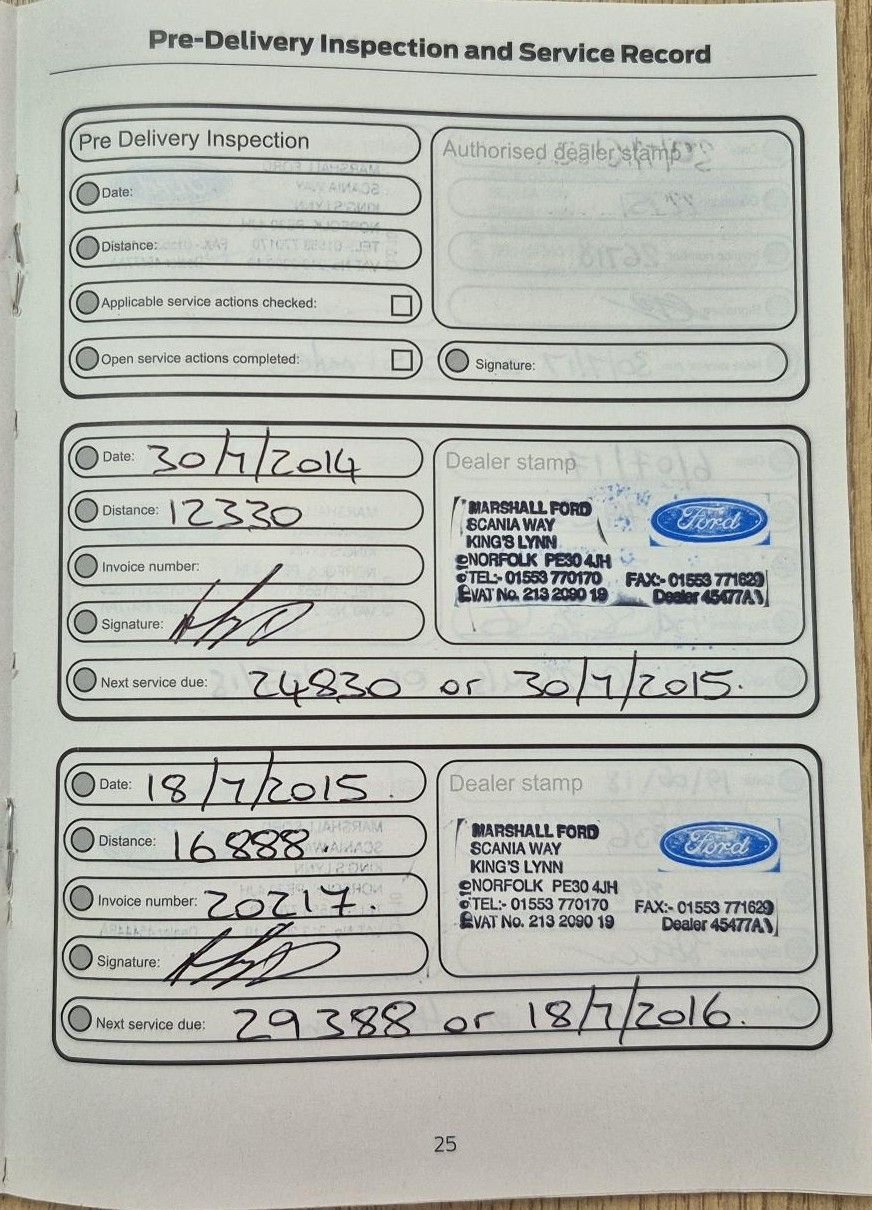 Pre-Delivery Inspection and Service Record
Pre Delivery Inspection
Authorised dealer stamp
Date:
Distance:
Applicable service actions checked:
Open service actions completed:
Signature:
Date: 30/7/2014
Dealer stamp
Distance: 12330
Invoice number:
Signature:
MARSHALL FORD
SCANIA WAY
KING'S LYNN
NORFOLK PE30 4JH
TEL:- 01553 770170 FAX:- 01553 771629
VAT No. 213 2090 19 Dealer 45477A
Ford
Next service due: 24830 or 30/7/2015.
Date: 18/7/2015.
Dealer stamp
Distance: 16888.
Invoice number: 20217.
Signature:
MARSHALL FORD
SCANIA WAY
KING'S LYNN
NORFOLK PE30 4JH
TEL:- 01553 770170 FAX:- 01553 771629
VAT No. 213 2090 19 Dealer 45477A
Ford
Next service due: 29388 or 18/7/2016.
25